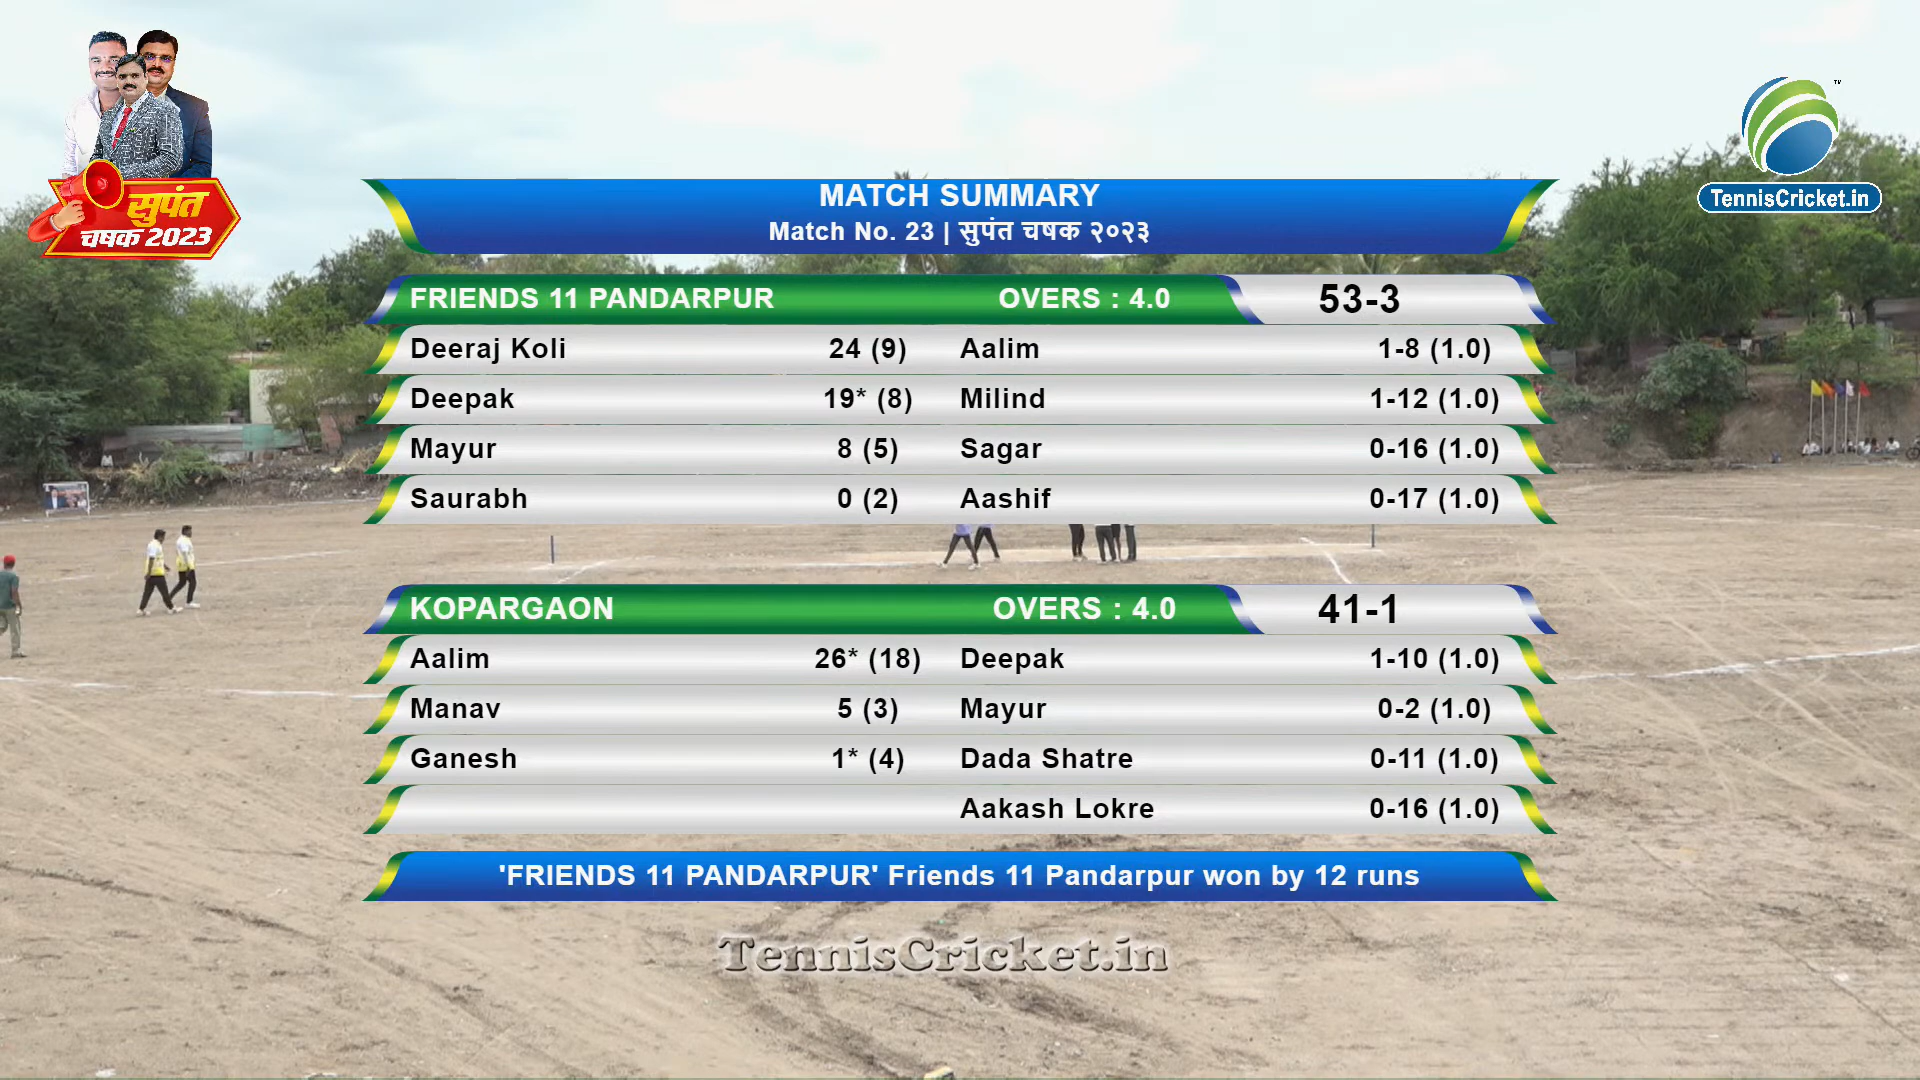 सुपंत
चषक 2023
TM
TennisCricket.in
MATCH SUMMARY
Match No. 23 | सुपंत चषक २०२३
FRIENDS 11 PANDARPUR OVERS : 4.0 53-3
Deeraj Koli 24 (9) Aalim 1-8 (1.0)
Deepak 19* (8) Milind 1-12 (1.0)
Mayur 8 (5) Sagar 0-16 (1.0)
Saurabh 0 (2) Aashif 0-17 (1.0)
KOPARGAON OVERS : 4.0 41-1
Aalim 26* (18) Deepak 1-10 (1.0)
Manav 5 (3) Mayur 0-2 (1.0)
Ganesh 1* (4) Dada Shatre 0-11 (1.0)
Aakash Lokre 0-16 (1.0)
'FRIENDS 11 PANDARPUR' Friends 11 Pandarpur won by 12 runs
TennisCricket.in